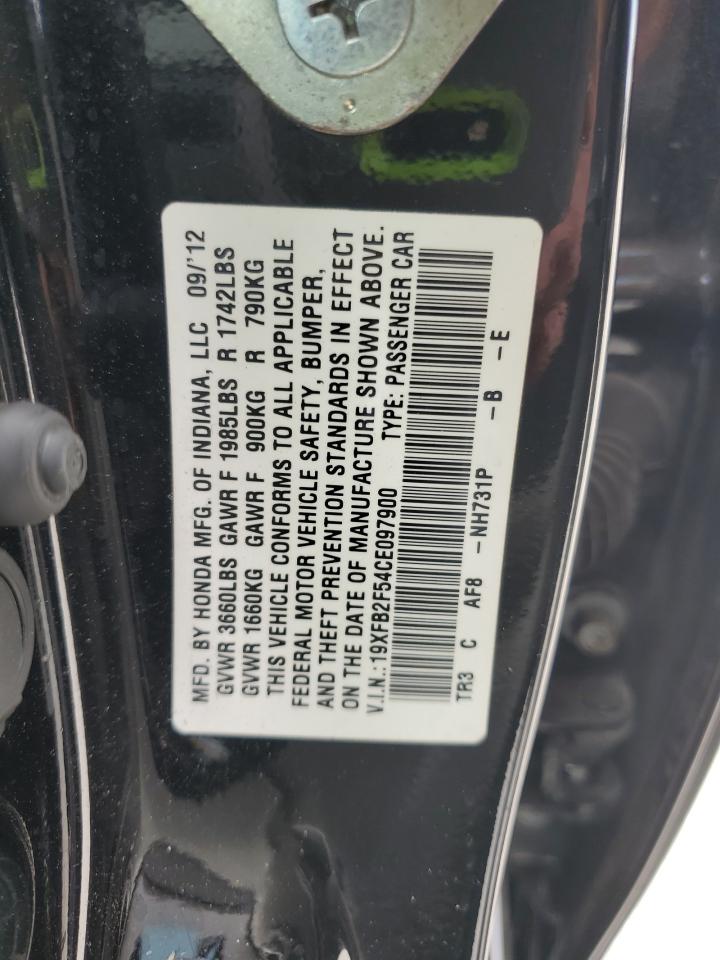 MFD. BY HONDA MFG. OF INDIANA, LLC 09/'12
GVWR 3660LBS GAWR F 1985LBS R 1742LBS
GVWR 1660KG GAWR F 900KG R 790KG
THIS VEHICLE CONFORMS TO ALL APPLICABLE
FEDERAL MOTOR VEHICLE SAFETY, BUMPER,
AND THEFT PREVENTION STANDARDS IN EFFECT
ON THE DATE OF MANUFACTURE SHOWN ABOVE.
V.I.N.: 19XFB2F54CE097900 TYPE: PASSENGER CAR
TR3 C AF8 -NH731P -B -E